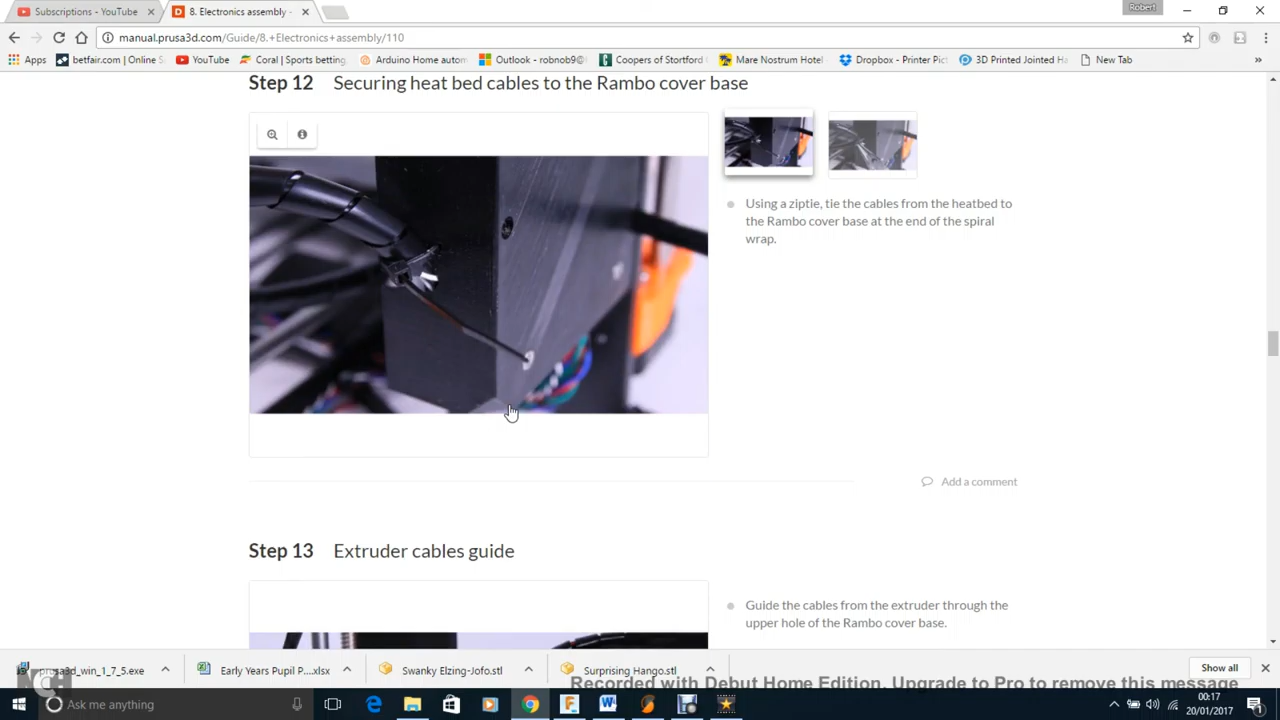 Subscriptions - YouTube
8. Electronics assembly -
Robert
manual.prusa3d.com/Guide/8.+Electronics+assembly/110
Apps
betfair.com | Online S
YouTube
Coral | Sports betting
Arduino Home autom
Outlook - robnob9@
Coopers of Stortford
Mare Nostrum Hotel
Dropbox - Printer Pic
3D Printed Jointed Ha
New Tab
»
Step 12 Securing heat bed cables to the Rambo cover base
Using a ziptie, tie the cables from the heatbed to
the Rambo cover base at the end of the spiral
wrap.
Add a comment
Step 13 Extruder cables guide
Guide the cables from the extruder through the
upper hole of the Rambo cover base.
prusa3d_win_1_7_5.exe
Early Years Pupil P....xlsx
Swanky Elzing-Jofo.stl
Surprising Hango.stl
Show all
Recorded with Debut Home Edition. Upgrade to Pro to remove this message
Ask me anything
00:17
20/01/2017